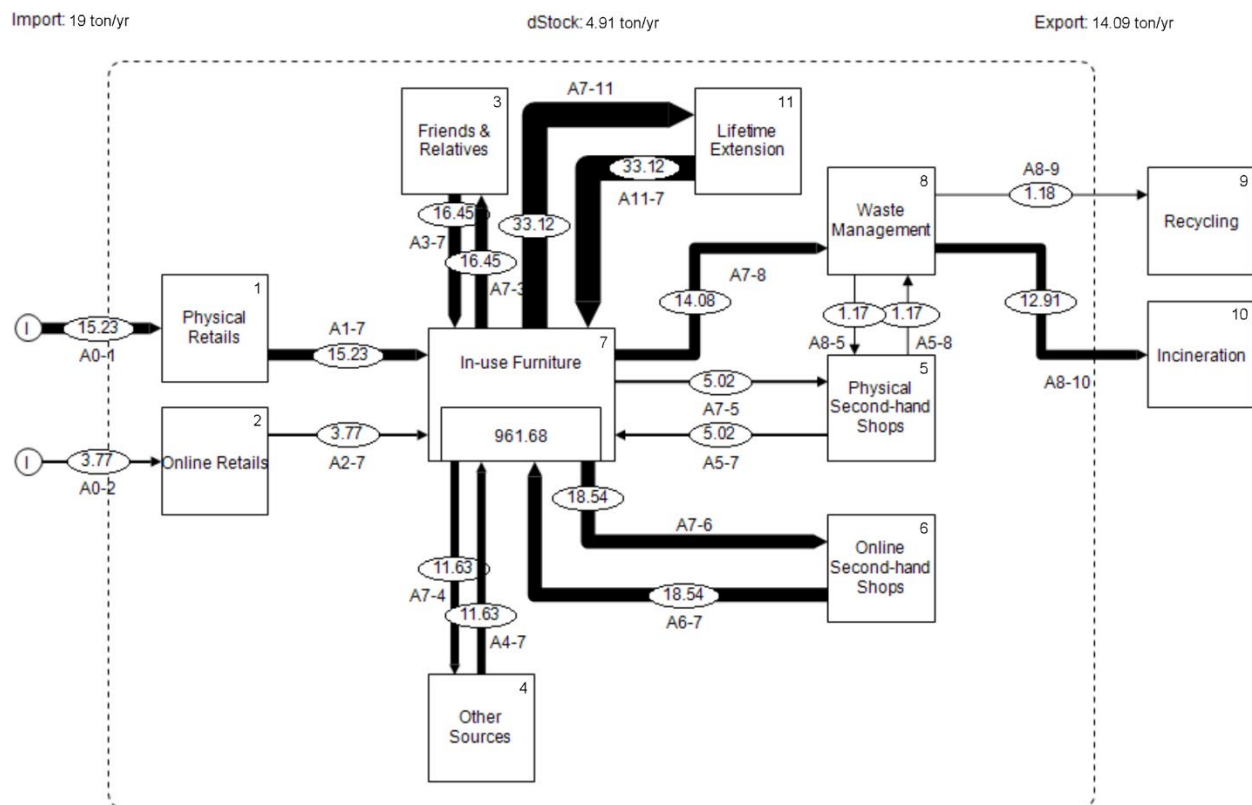 Import: 19 ton/yr
dStock: 4.91 ton/yr
Export: 14.09 ton/yr
3
Friends &
Relatives
16.45
A3-7
16.45
A7-3
A7-11
33.12
11
Lifetime
Extension
33.12
A11-7
8
Waste
Management
A8-9
1.18
9
Recycling
I
15.23
A0-1
1
Physical
Retails
A1-7
15.23
7
In-use Furniture
961.68
14.08
A7-8
1.17
A8-5
1.17
A5-8
12.91
A8-10
10
Incineration
I
3.77
A0-2
2
Online Retails
3.77
A2-7
5.02
A7-5
5.02
A5-7
5
Physical
Second-hand
Shops
18.54
A7-6
6
Online
Second-hand
Shops
18.54
A6-7
11.63
A7-4
11.63
A4-7
4
Other
Sources